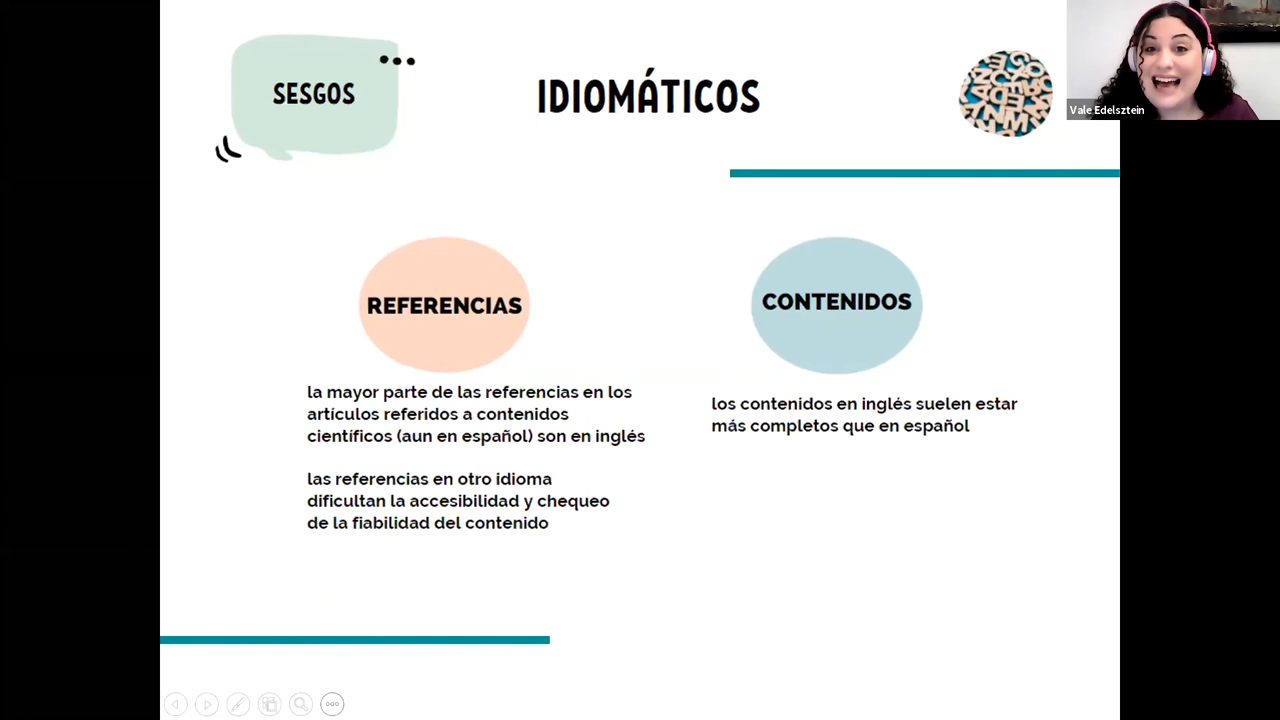 SESGOS
IDIOMÁTICOS
Vale Edelsztein
REFERENCIAS
la mayor parte de las referencias en los
artículos referidos a contenidos
científicos (aun en español) son en inglés
las referencias en otro idioma
dificultan la accesibilidad y chequeo
de la fiabilidad del contenido
CONTENIDOS
los contenidos en inglés suelen estar
más completos que en español